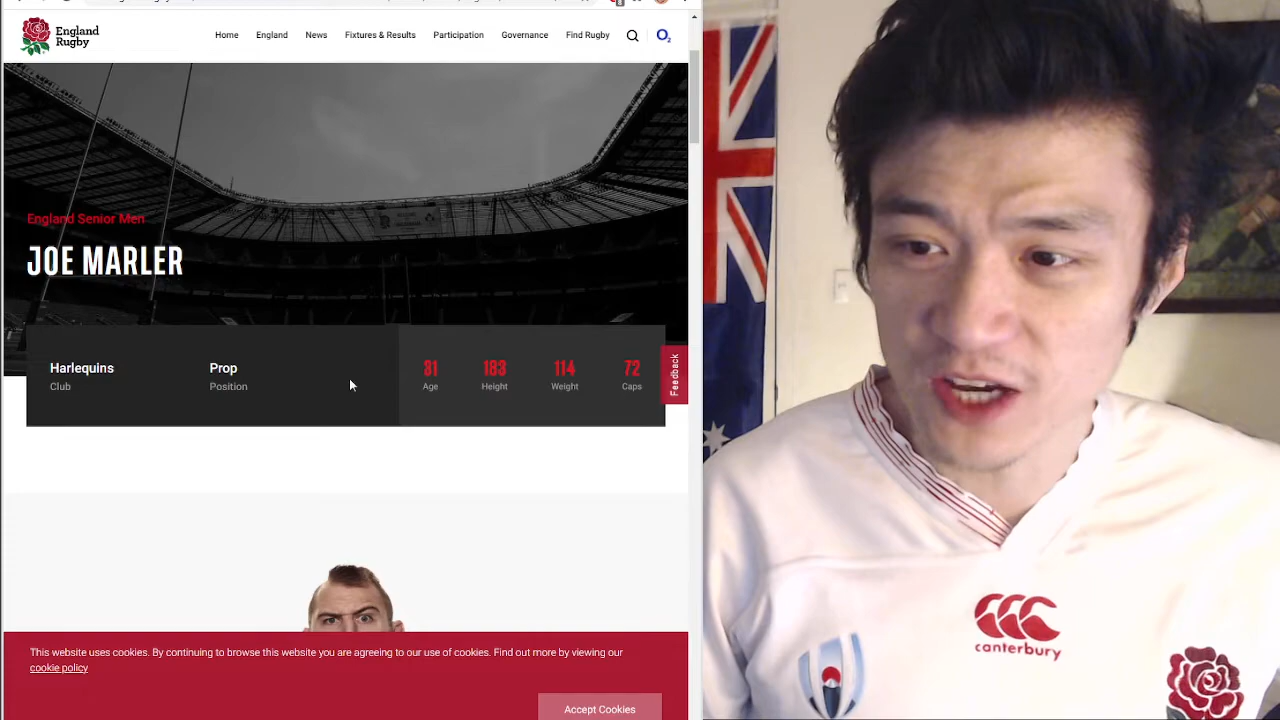 England
Rugby
Home England News Fixtures & Results Participation Governance Find Rugby O2
England Senior Men
JOE MARLER
Harlequins Prop 31 183 114 72
Club Position Age Height Weight Caps
Feedback
This website uses cookies. By continuing to browse this website you are agreeing to our use of cookies. Find out more by viewing our
cookie policy
Accept Cookies
canterbury